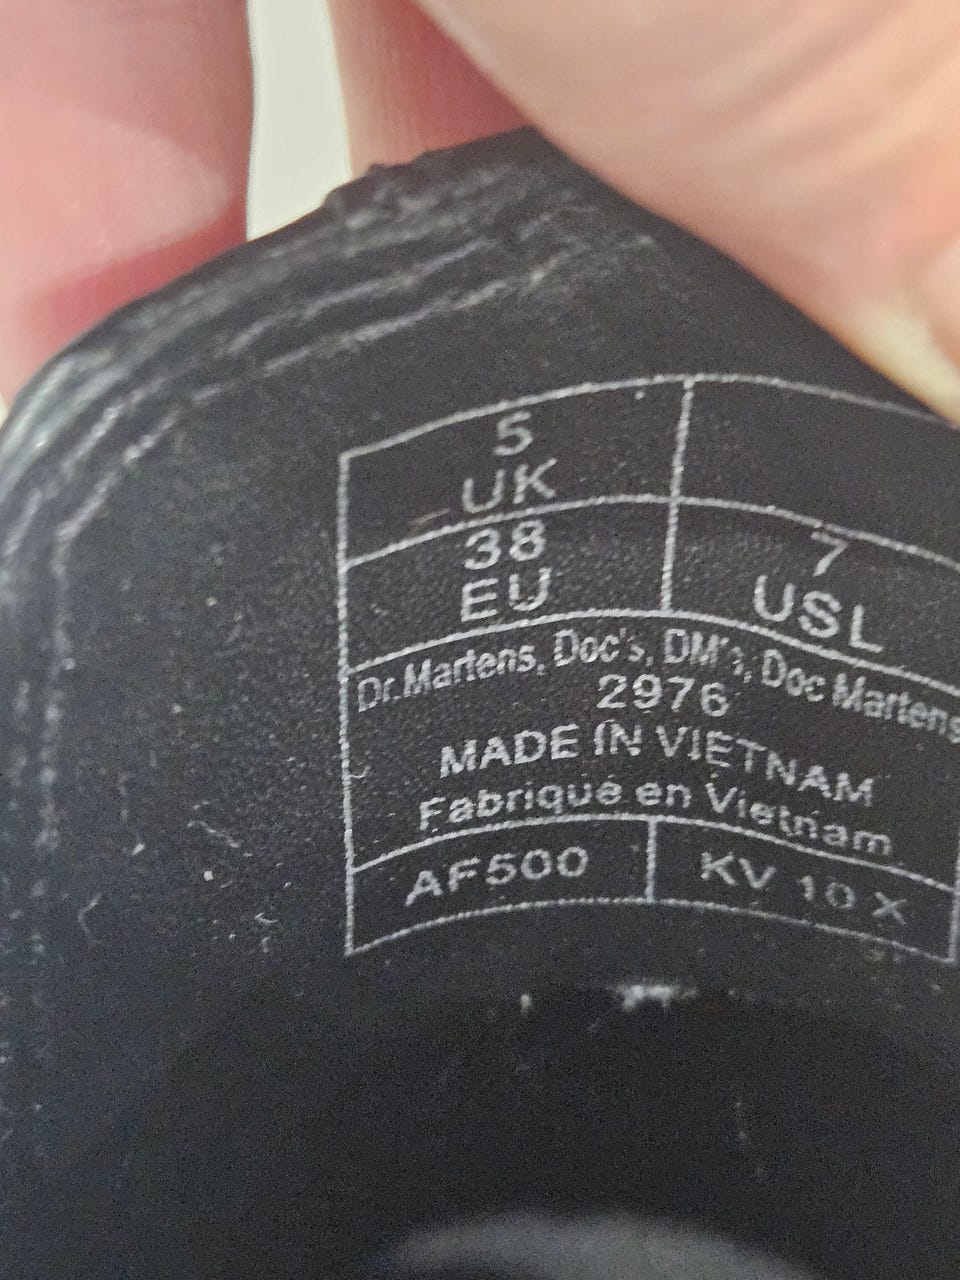 5
UK
38
EU
7
USL
Dr.Martens, Doc's, DM's, Doc Martens
2976
MADE IN VIETNAM
Fabriqué en Vietnam
AF500
KV 10 X